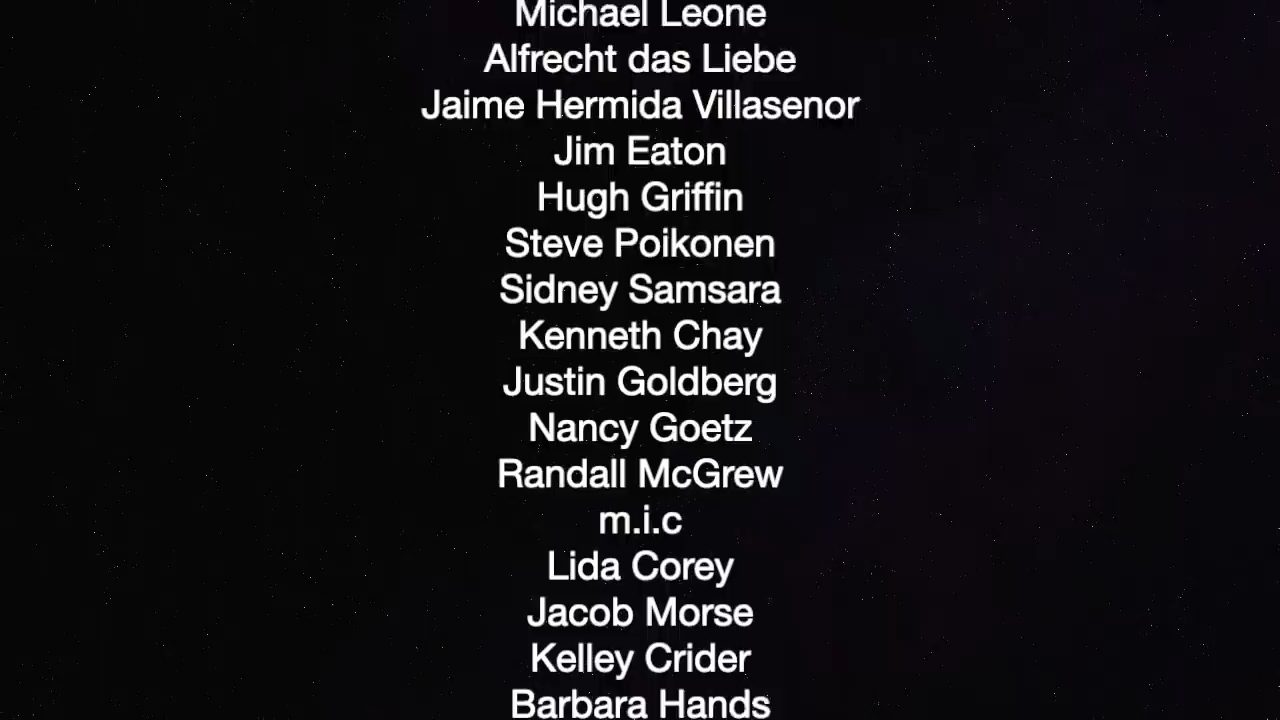 Michael Leone
Alfrecht das Liebe
Jaime Hermida Villasenor
Jim Eaton
Hugh Griffin
Steve Poikonen
Sidney Samsara
Kenneth Chay
Justin Goldberg
Nancy Goetz
Randall McGrew
m.i.c
Lida Corey
Jacob Morse
Kelley Crider
Barbara Hands